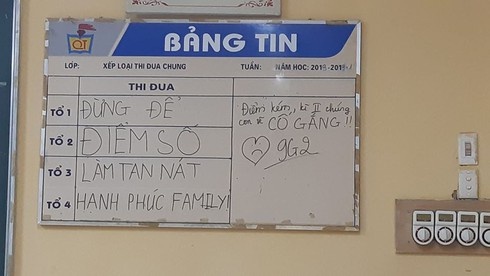 QT
BẢNG TIN
LỚP: XẾP LOẠI THI ĐUA CHUNG TUẦN: NĂM HỌC: 2018-2019
THI ĐUA
TỔ 1 ĐỪNG ĐỂ
TỔ 2 ĐIỂM SỐ
TỔ 3 LÀM TAN NÁT
TỔ 4 HẠNH PHÚC FAMILY!
Điểm kém, kì II chúng
con sẽ CỐ GẮNG !!
9G2